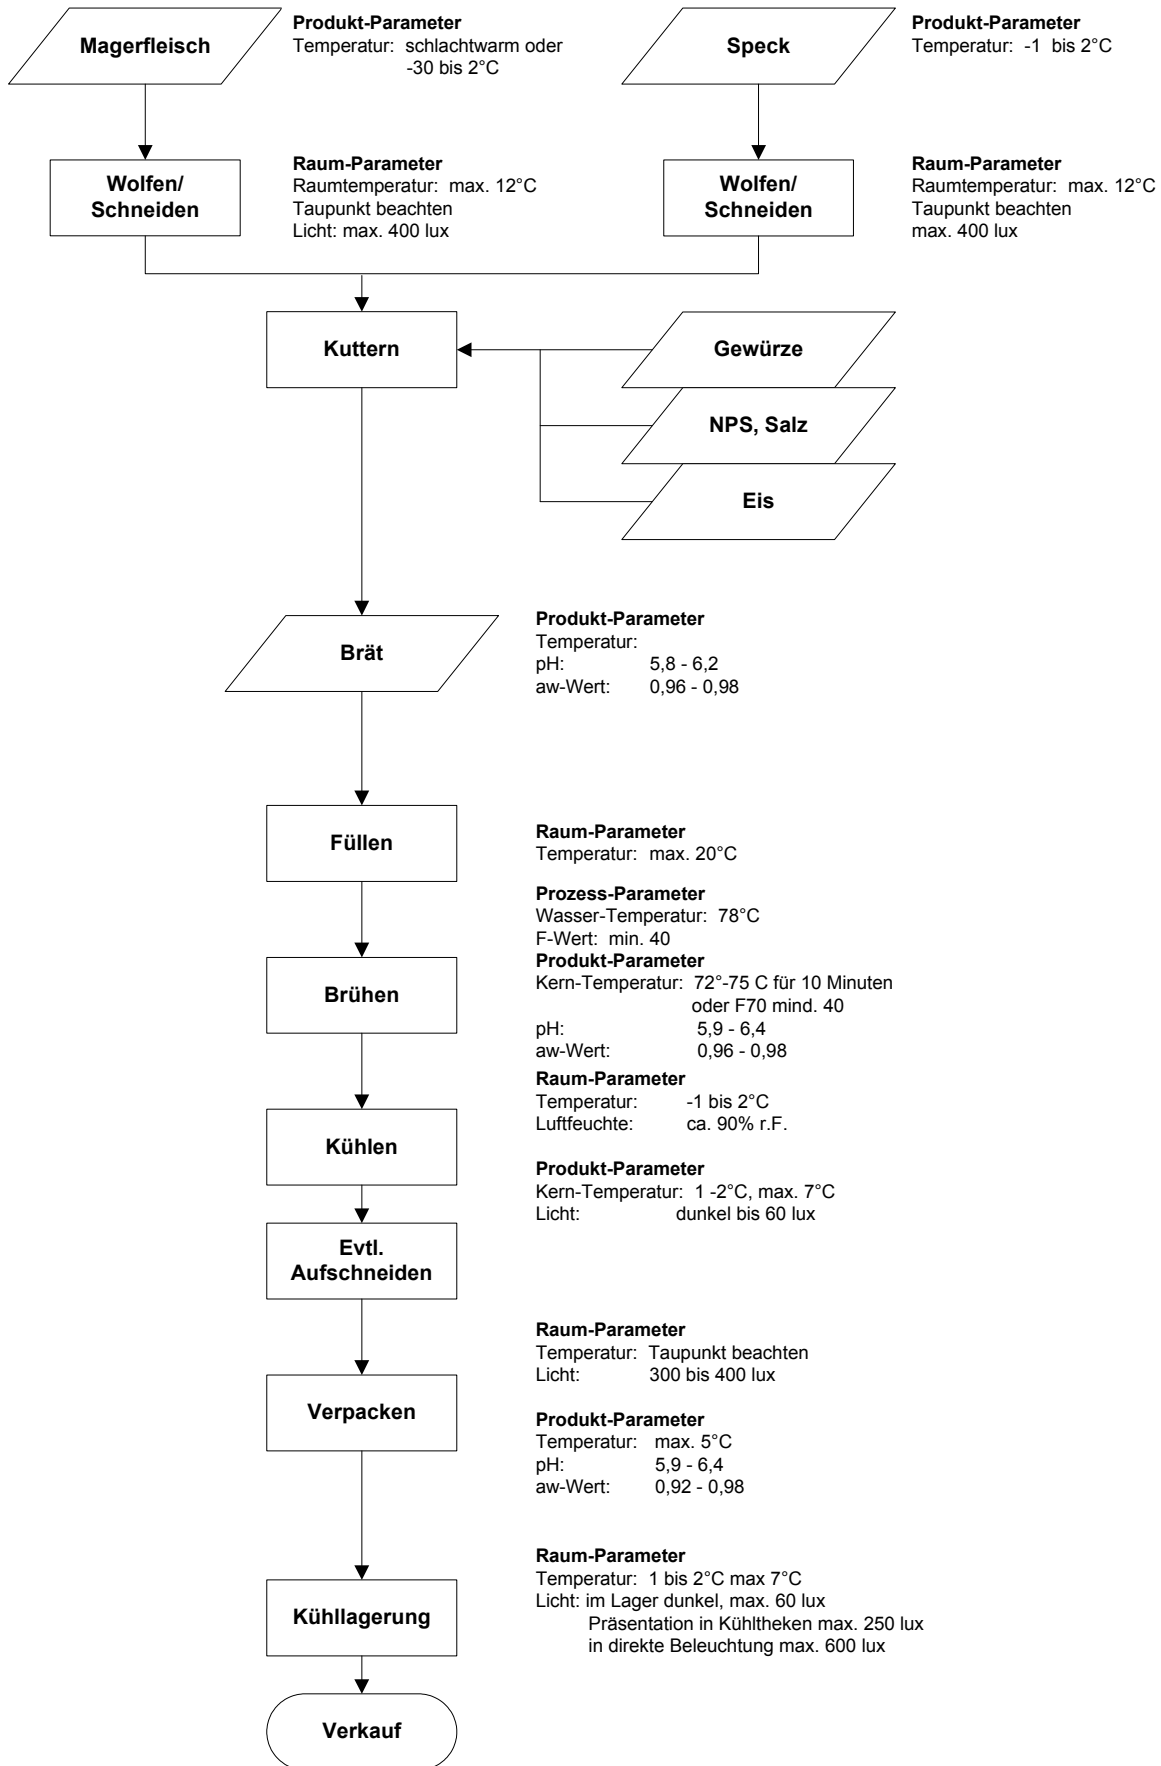 Magerfleisch
Produkt-Parameter
Temperatur: schlachtwarm oder
-30 bis 2°C
Speck
Produkt-Parameter
Temperatur: -1 bis 2°C
Wolfen/
Schneiden
Raum-Parameter
Raumtemperatur: max. 12°C
Taupunkt beachten
Licht: max. 400 lux
Wolfen/
Schneiden
Raum-Parameter
Raumtemperatur: max. 12°C
Taupunkt beachten
max. 400 lux
Kuttern
Gewürze
NPS, Salz
Eis
Brät
Produkt-Parameter
Temperatur:
pH: 5,8 - 6,2
aw-Wert: 0,96 - 0,98
Füllen
Raum-Parameter
Temperatur: max. 20°C
Prozess-Parameter
Wasser-Temperatur: 78°C
F-Wert: min. 40
Brühen
Produkt-Parameter
Kern-Temperatur: 72°-75 C für 10 Minuten
oder F70 mind. 40
pH: 5,9 - 6,4
aw-Wert: 0,96 - 0,98
Raum-Parameter
Temperatur: -1 bis 2°C
Luftfeuchte: ca. 90% r.F.
Kühlen
Produkt-Parameter
Kern-Temperatur: 1 -2°C, max. 7°C
Licht: dunkel bis 60 lux
Evtl.
Aufschneiden
Raum-Parameter
Temperatur: Taupunkt beachten
Licht: 300 bis 400 lux
Verpacken
Produkt-Parameter
Temperatur: max. 5°C
pH: 5,9 - 6,4
aw-Wert: 0,92 - 0,98
Kühllagerung
Raum-Parameter
Temperatur: 1 bis 2°C max 7°C
Licht: im Lager dunkel, max. 60 lux
Präsentation in Kühltheken max. 250 lux
in direkte Beleuchtung max. 600 lux
Verkauf